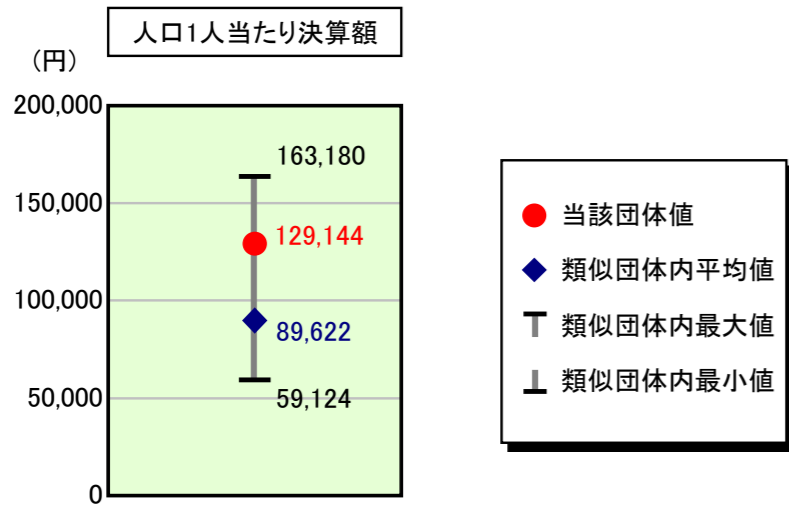 人口1人当たり決算額
(円)
200,000
150,000
100,000
50,000
0
163,180
129,144
89,622
59,124
当該団体値
類似団体内平均値
類似団体内最大値
類似団体内最小値